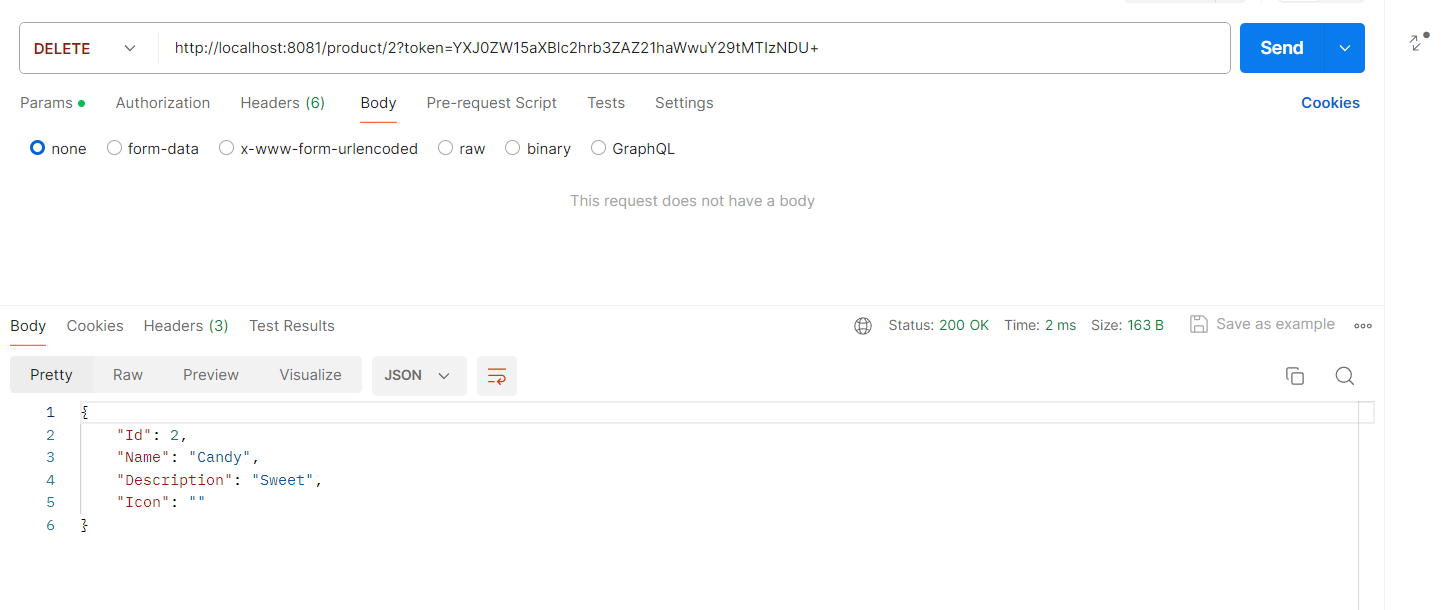 DELETE http://localhost:8081/product/2?token=YXJ0ZW15aXBlc2hrb3ZAZ21haWwuY29tMTIzNDU+ Send
Params Authorization Headers (6) Body Pre-request Script Tests Settings Cookies
none form-data x-www-form-urlencoded raw binary GraphQL
This request does not have a body
Body Cookies Headers (3) Test Results Status: 200 OK Time: 2 ms Size: 163 B Save as example
Pretty Raw Preview Visualize JSON
1 {
2 "Id": 2,
3 "Name": "Candy",
4 "Description": "Sweet",
5 "Icon": ""
6 }